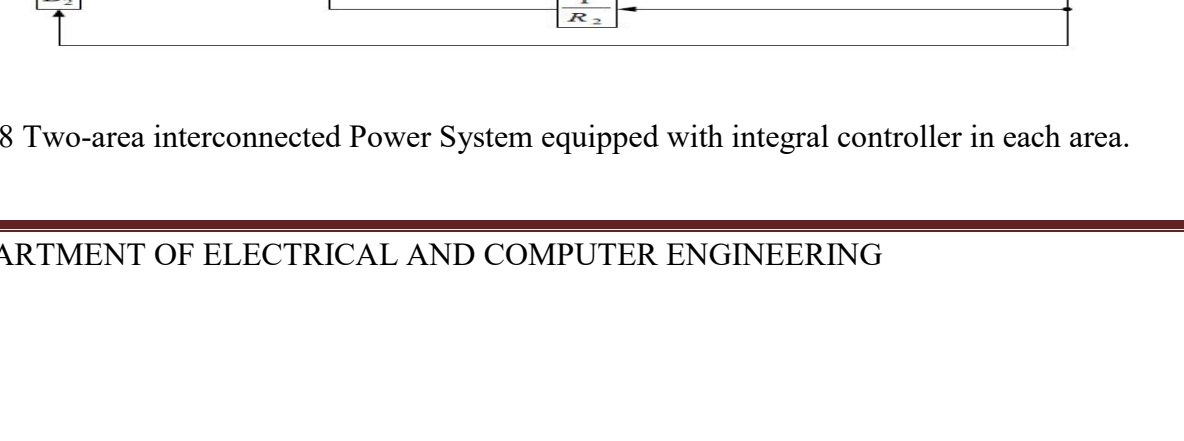 R 2
8 Two-area interconnected Power System equipped with integral controller in each area.
ARTMENT OF ELECTRICAL AND COMPUTER ENGINEERING